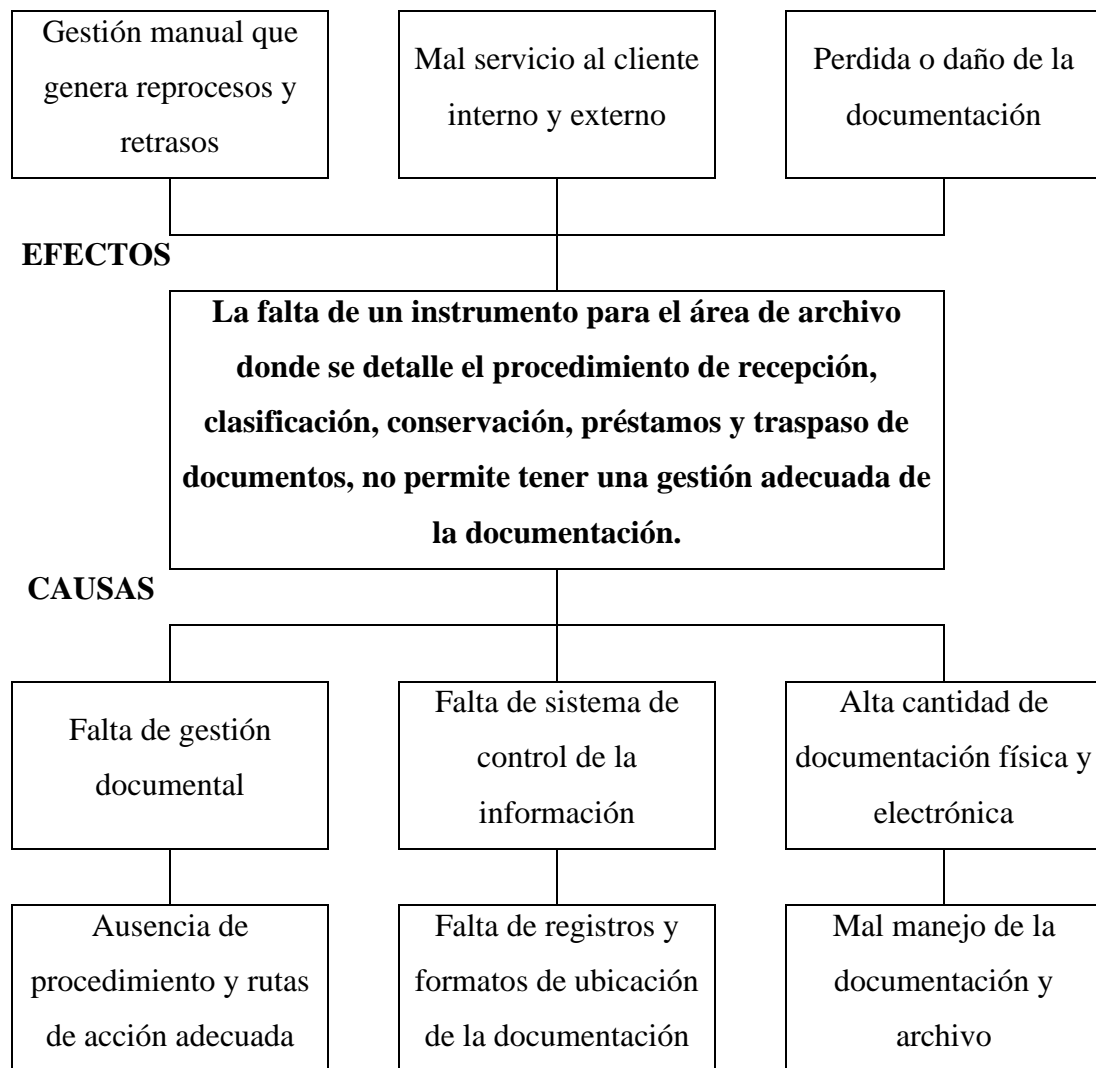 Gestión manual que
genera reprocesos y
retrasos
Mal servicio al cliente
interno y externo
Perdida o daño de la
documentación
EFECTOS
La falta de un instrumento para el área de archivo
donde se detalle el procedimiento de recepción,
clasificación, conservación, préstamos y traspaso de
documentos, no permite tener una gestión adecuada de
la documentación.
CAUSAS
Falta de gestión
documental
Falta de sistema de
control de la
información
Alta cantidad de
documentación física y
electrónica
Ausencia de
procedimiento y rutas
de acción adecuada
Falta de registros y
formatos de ubicación
de la documentación
Mal manejo de la
documentación y
archivo